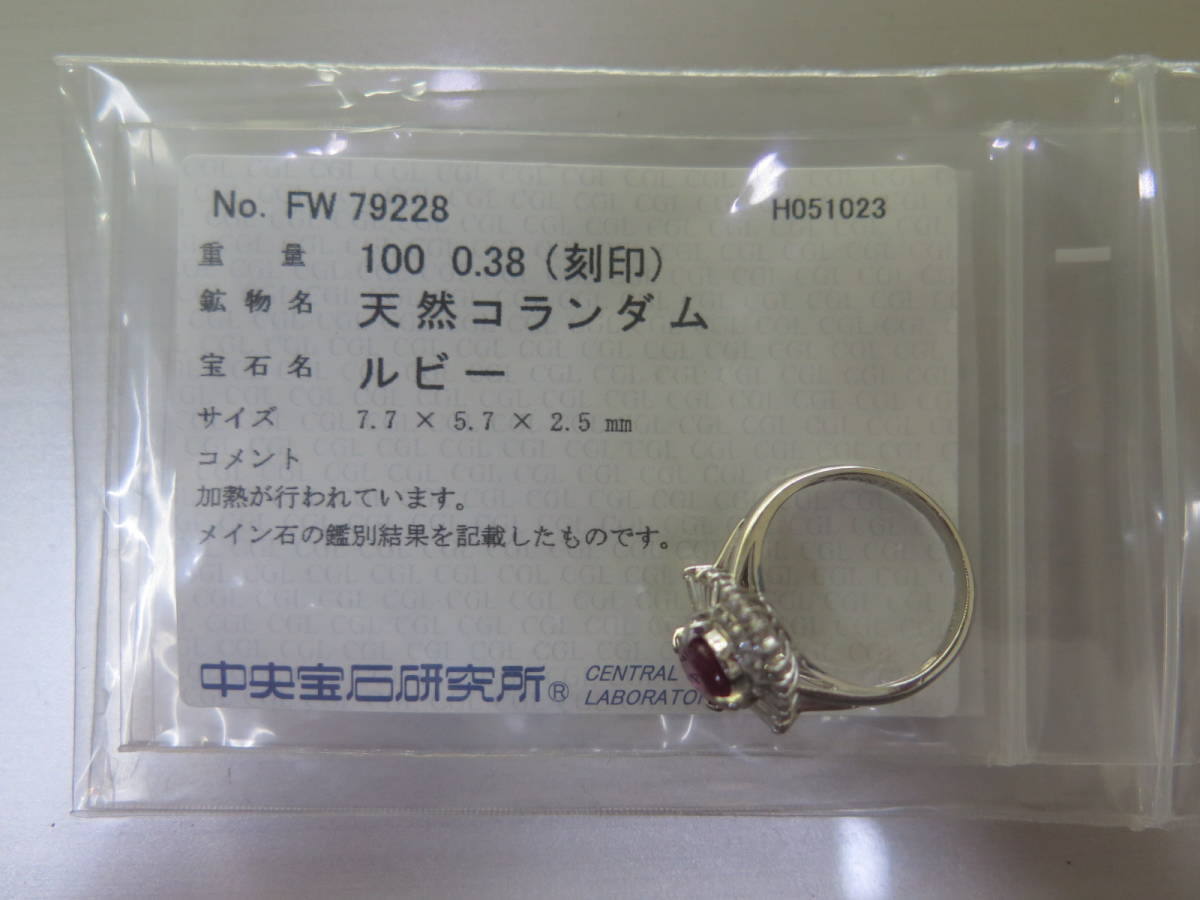 No. FW 79228 H051023
重量 100 0.38 (刻印)
鉱物名 天然コランダム
宝石名 ルビー
サイズ 7.7 × 5.7 × 2.5 mm
コメント
加熱が行われています。
メイン石の鑑別結果を記載したものです。
中央宝石研究所® CENTRAL